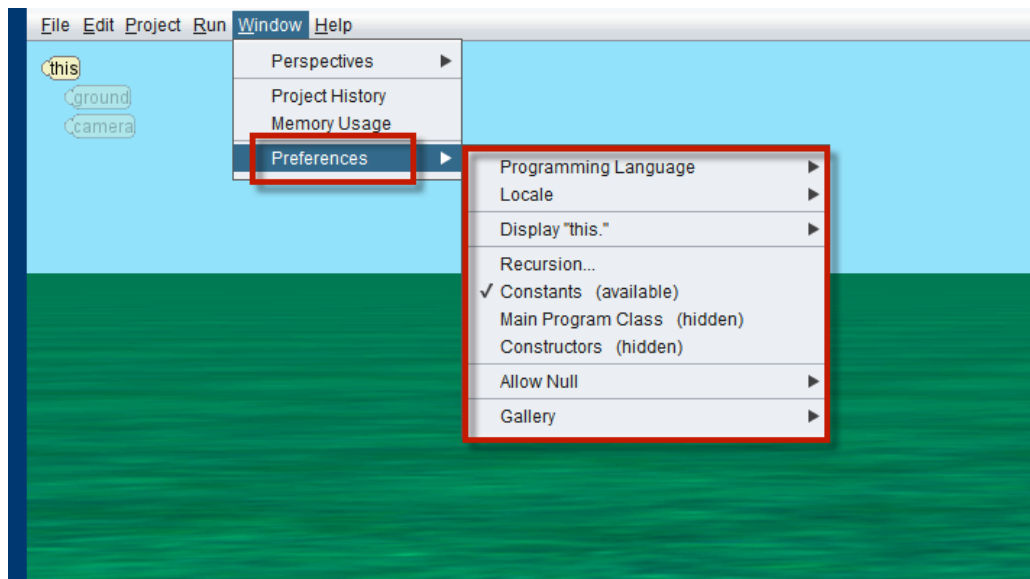 File Edit Project Run Window Help
this
ground
camera
Perspectives
Project History
Memory Usage
Preferences
Programming Language
Locale
Display "this."
Recursion...
Constants (available)
Main Program Class (hidden)
Constructors (hidden)
Allow Null
Gallery